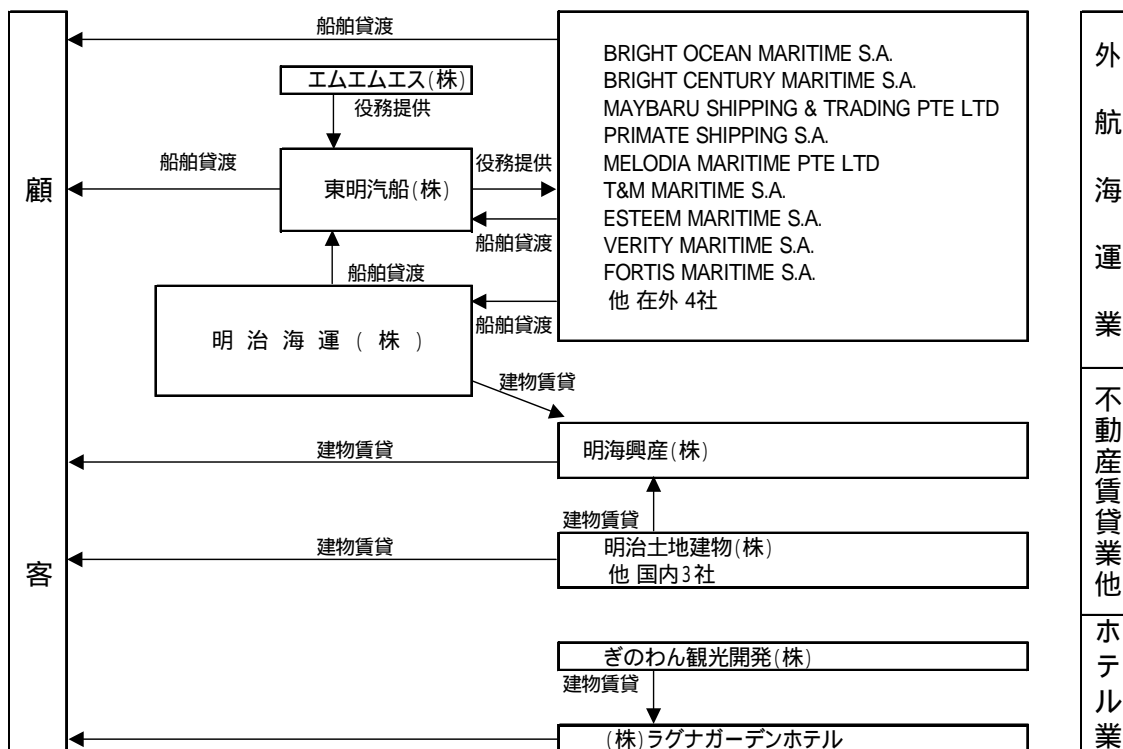 船舶貸渡
エムエムエス(株)
役務提供
船舶貸渡
東明汽船(株)
役務提供
船舶貸渡
船舶貸渡
明治海運(株)
船舶貸渡
BRIGHT OCEAN MARITIME S.A.
BRIGHT CENTURY MARITIME S.A.
MAYBARU SHIPPING & TRADING PTE LTD
PRIMATE SHIPPING S.A.
MELODIA MARITIME PTE LTD
T&M MARITIME S.A.
ESTEEM MARITIME S.A.
VERITY MARITIME S.A.
FORTIS MARITIME S.A.
他 在外 4社
建物賃貸
建物賃貸
明海興産(株)
建物賃貸
建物賃貸
明治土地建物(株)
他 国内3社
ぎのわん観光開発(株)
建物賃貸
(株)ラグナガーデンホテル
顧客
外航海運業
不動産賃貸業他
ホテル業